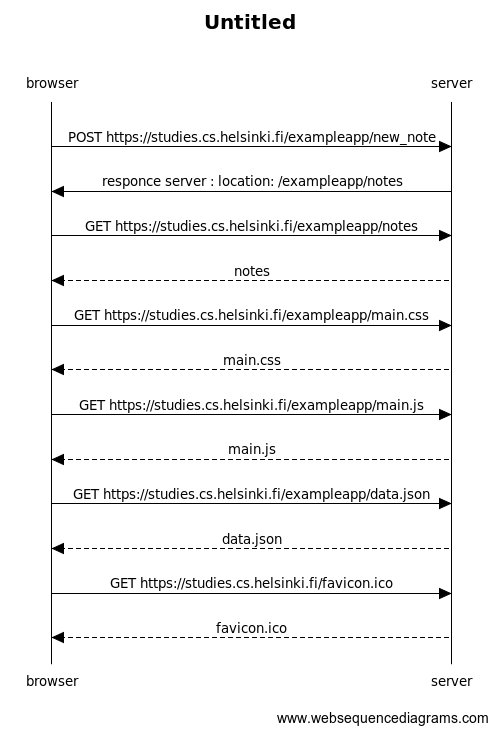 Untitled
browser server
POST https://studies.cs.helsinki.fi/exampleapp/new_note
responce server : location: /exampleapp/notes
GET https://studies.cs.helsinki.fi/exampleapp/notes
notes
GET https://studies.cs.helsinki.fi/exampleapp/main.css
main.css
GET https://studies.cs.helsinki.fi/exampleapp/main.js
main.js
GET https://studies.cs.helsinki.fi/exampleapp/data.json
data.json
GET https://studies.cs.helsinki.fi/favicon.ico
favicon.ico
browser server
www.websequencediagrams.com